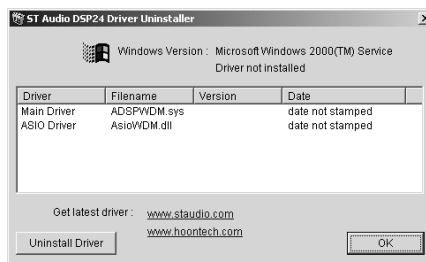 ST Audio DSP24 Driver Uninstaller
Windows Version : Microsoft Windows 2000(TM) Service
Driver not installed
Driver Filename Version Date
Main Driver ADSPWDM.sys date not stamped
ASIO Driver AsioWDM.dll date not stamped
Get latest driver : www.staudio.com
www.hoontech.com
Uninstall Driver OK